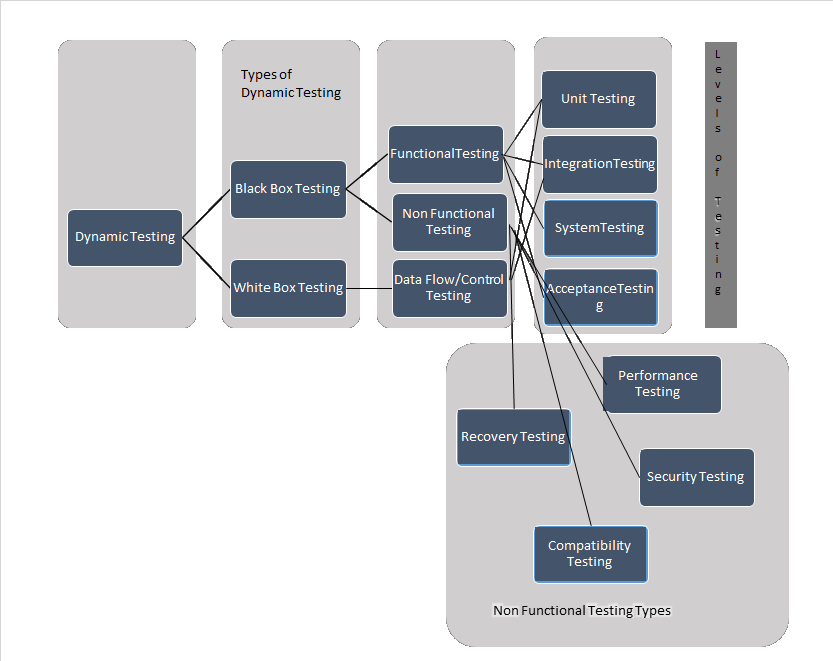 Types of
Dynamic Testing
Dynamic Testing
Black Box Testing
White Box Testing
Functional Testing
Non Functional
Testing
Data Flow/Control
Testing
Unit Testing
Integration Testing
System Testing
Acceptance Testin
g
Levels of Testing
Performance
Testing
Recovery Testing
Security Testing
Compatibility
Testing
Non Functional Testing Types